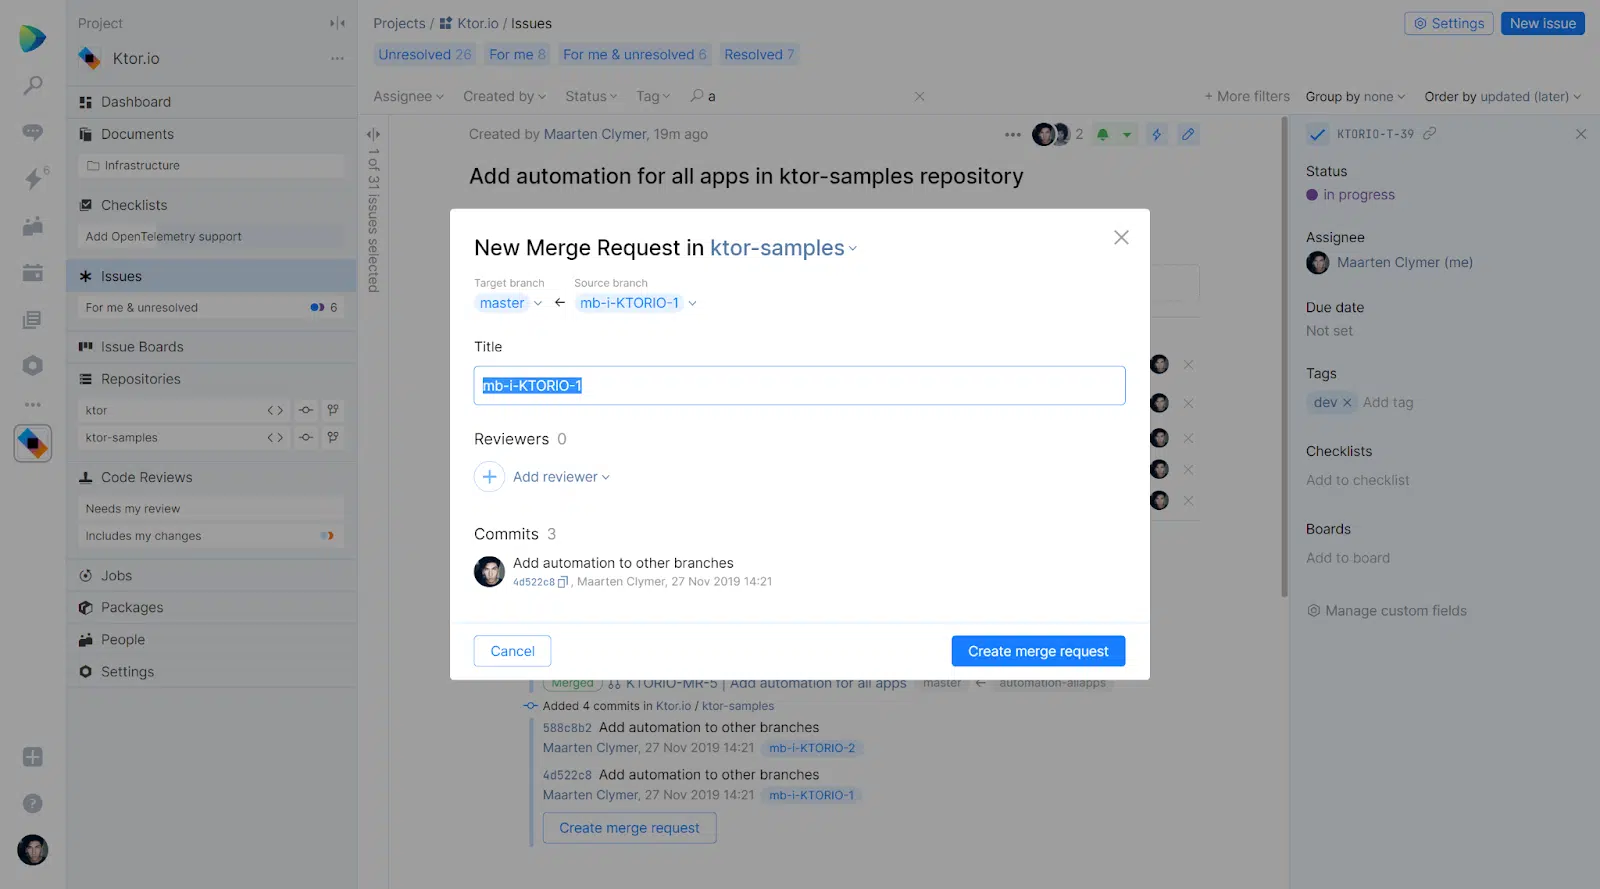 Project
Ktor.io
Dashboard
Documents
Infrastructure
Checklists
Add OpenTelemetry support
Issues
For me & unresolved 6
Issue Boards
Repositories
ktor
ktor-samples
Code Reviews
Needs my review
Includes my changes
Jobs
Packages
People
Settings
6
?
Projects / Ktor.io / Issues
Settings
New issue
Unresolved 26 For me 8 For me & unresolved 6 Resolved 7
Assignee Created by Status Tag a
+ More filters Group by none Order by updated (later)
1 of 31 issues selected
Created by Maarten Clymer, 19m ago
2
Add automation for all apps in ktor-samples repository
New Merge Request in ktor-samples
Target branch Source branch
master ← mb-i-KTORIO-1
Title
mb-i-KTORIO-1
Reviewers 0
Add reviewer
Commits 3
Add automation to other branches
4d522c8 , Maarten Clymer, 27 Nov 2019 14:21
Cancel
Create merge request
Merged KTORIO-MR-5 | Add automation for all apps master ← automation-allapps
Added 4 commits in Ktor.io / ktor-samples
588c8b2 Add automation to other branches
Maarten Clymer, 27 Nov 2019 14:21 mb-i-KTORIO-2
4d522c8 Add automation to other branches
Maarten Clymer, 27 Nov 2019 14:21 mb-i-KTORIO-1
Create merge request
KTORIO-T-39
Status
in progress
Assignee
Maarten Clymer (me)
Due date
Not set
Tags
dev Add tag
Checklists
Add to checklist
Boards
Add to board
Manage custom fields